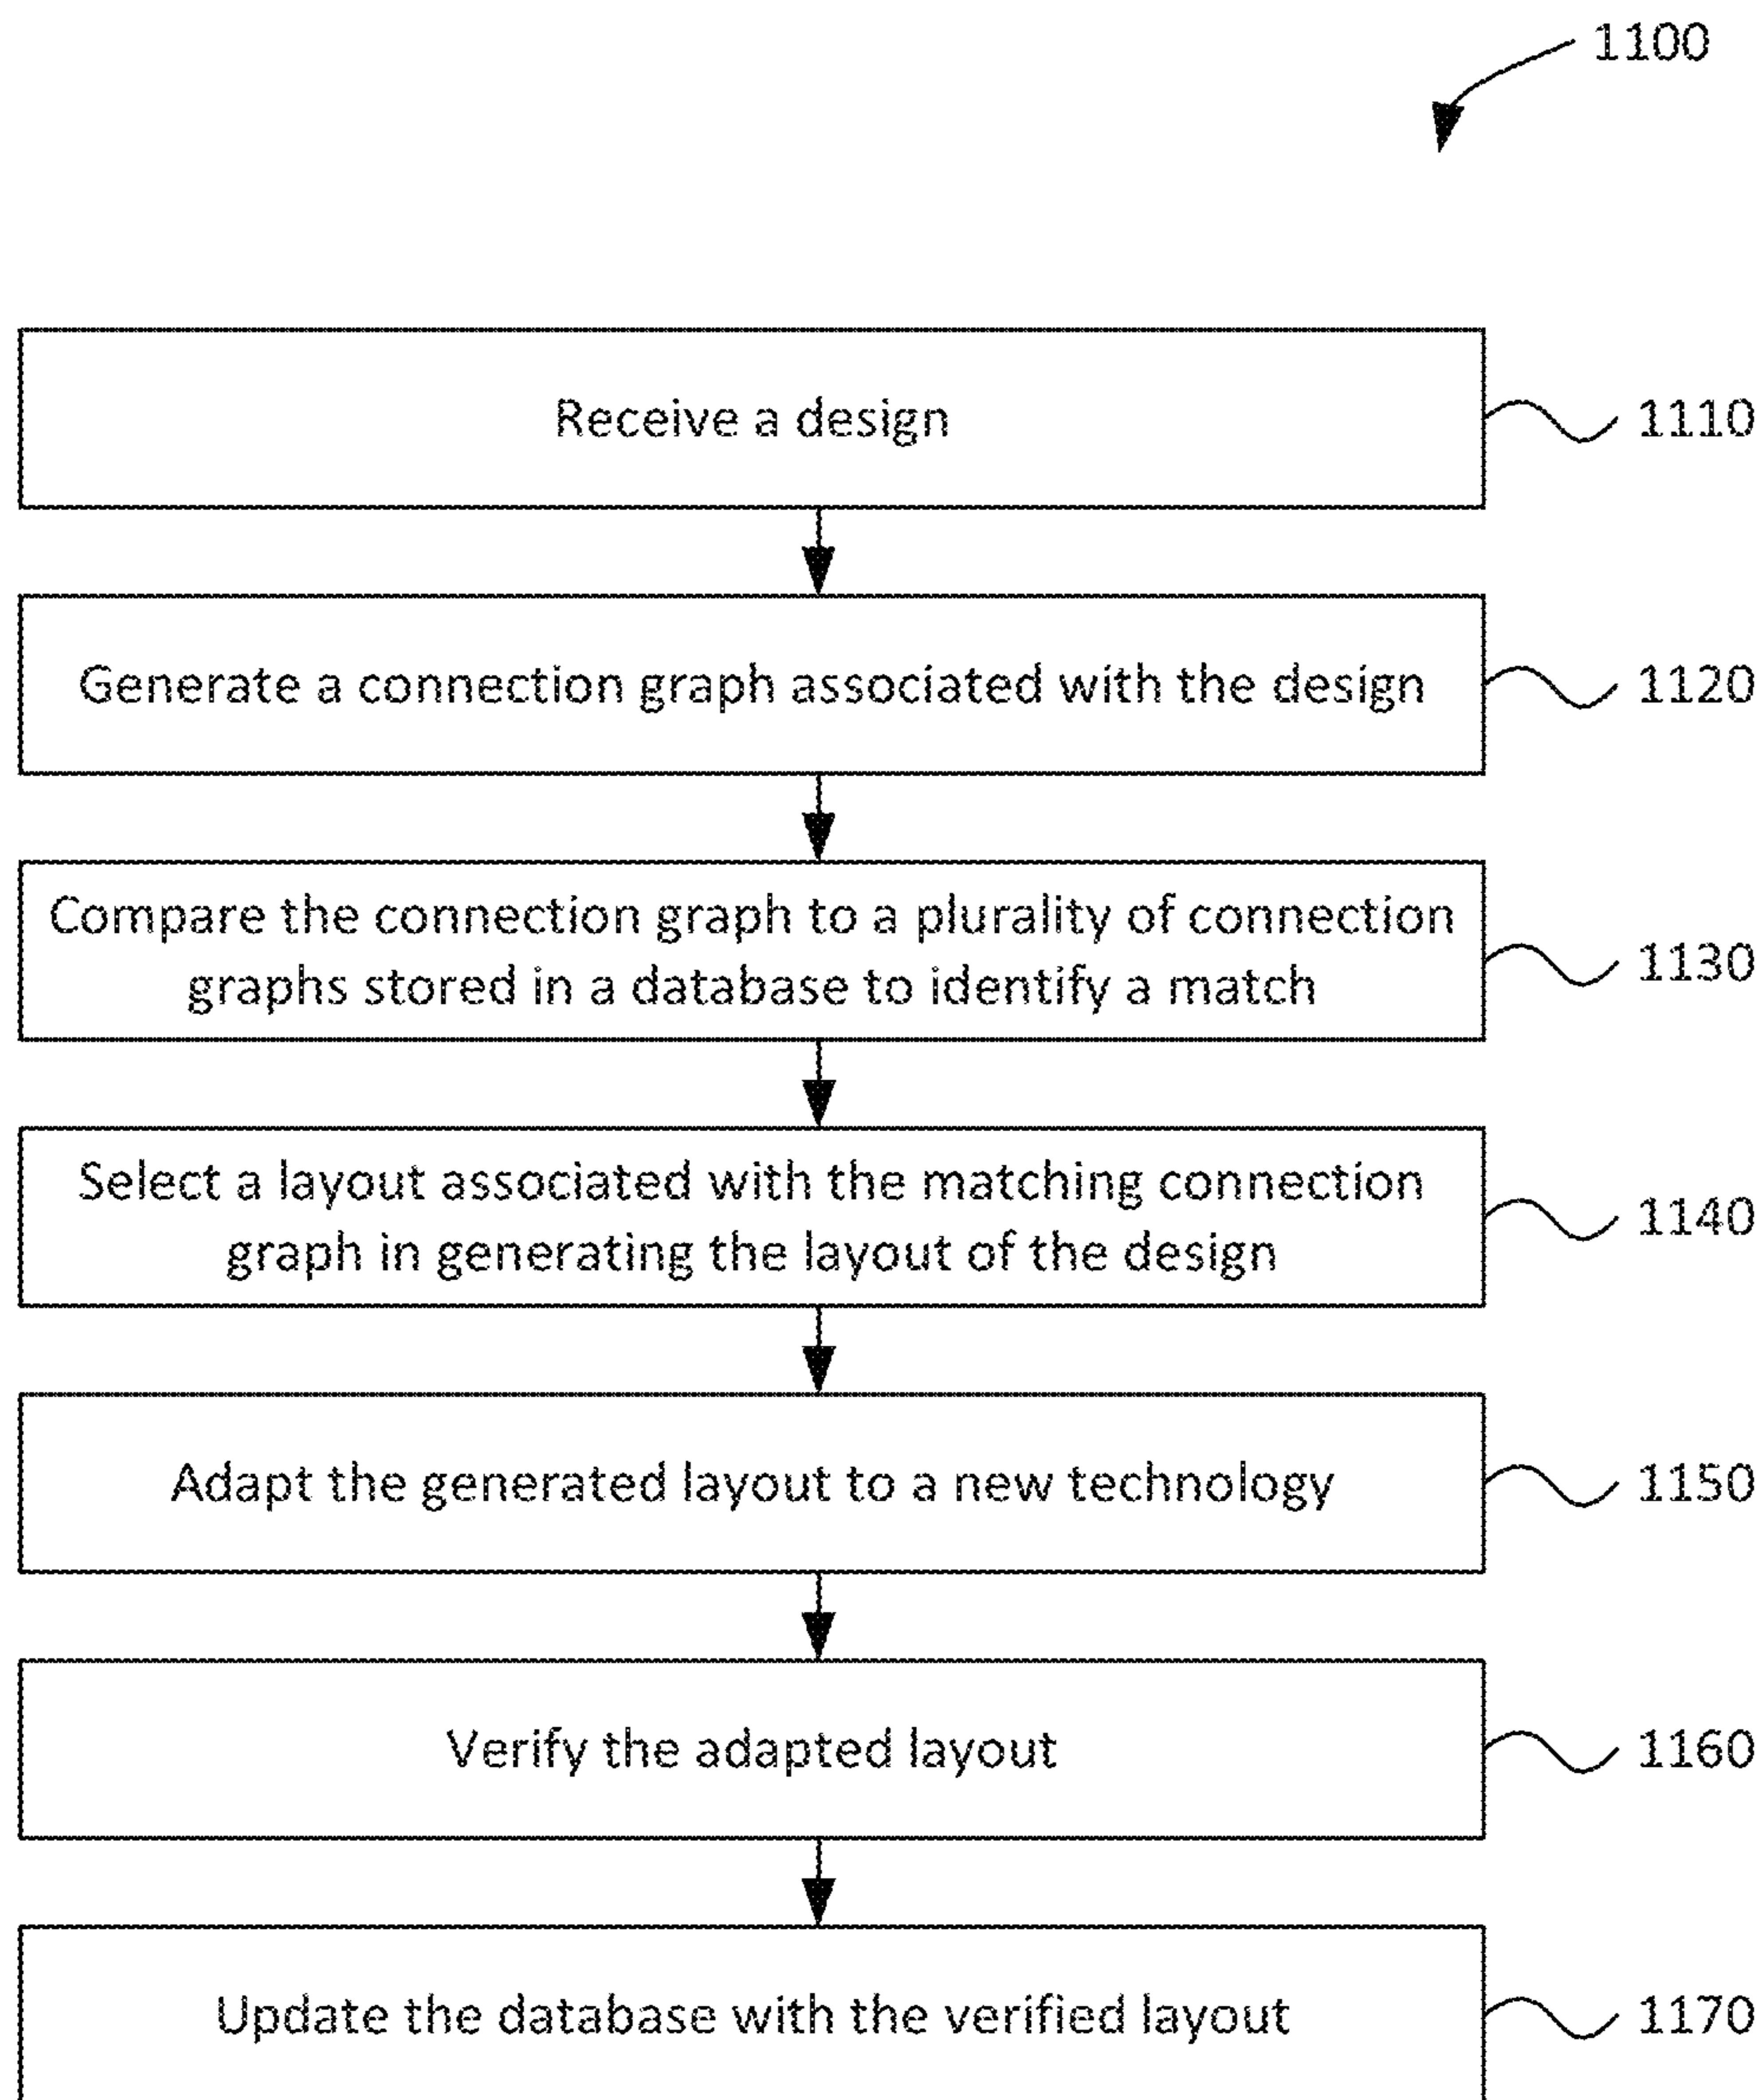 1100
Receive a design
1110
Generate a connection graph associated with the design
1120
Compare the connection graph to a plurality of connection
graphs stored in a database to identify a match
1130
Select a layout associated with the matching connection
graph in generating the layout of the design
1140
Adapt the generated layout to a new technology
1150
Verify the adapted layout
1160
Update the database with the verified layout
1170